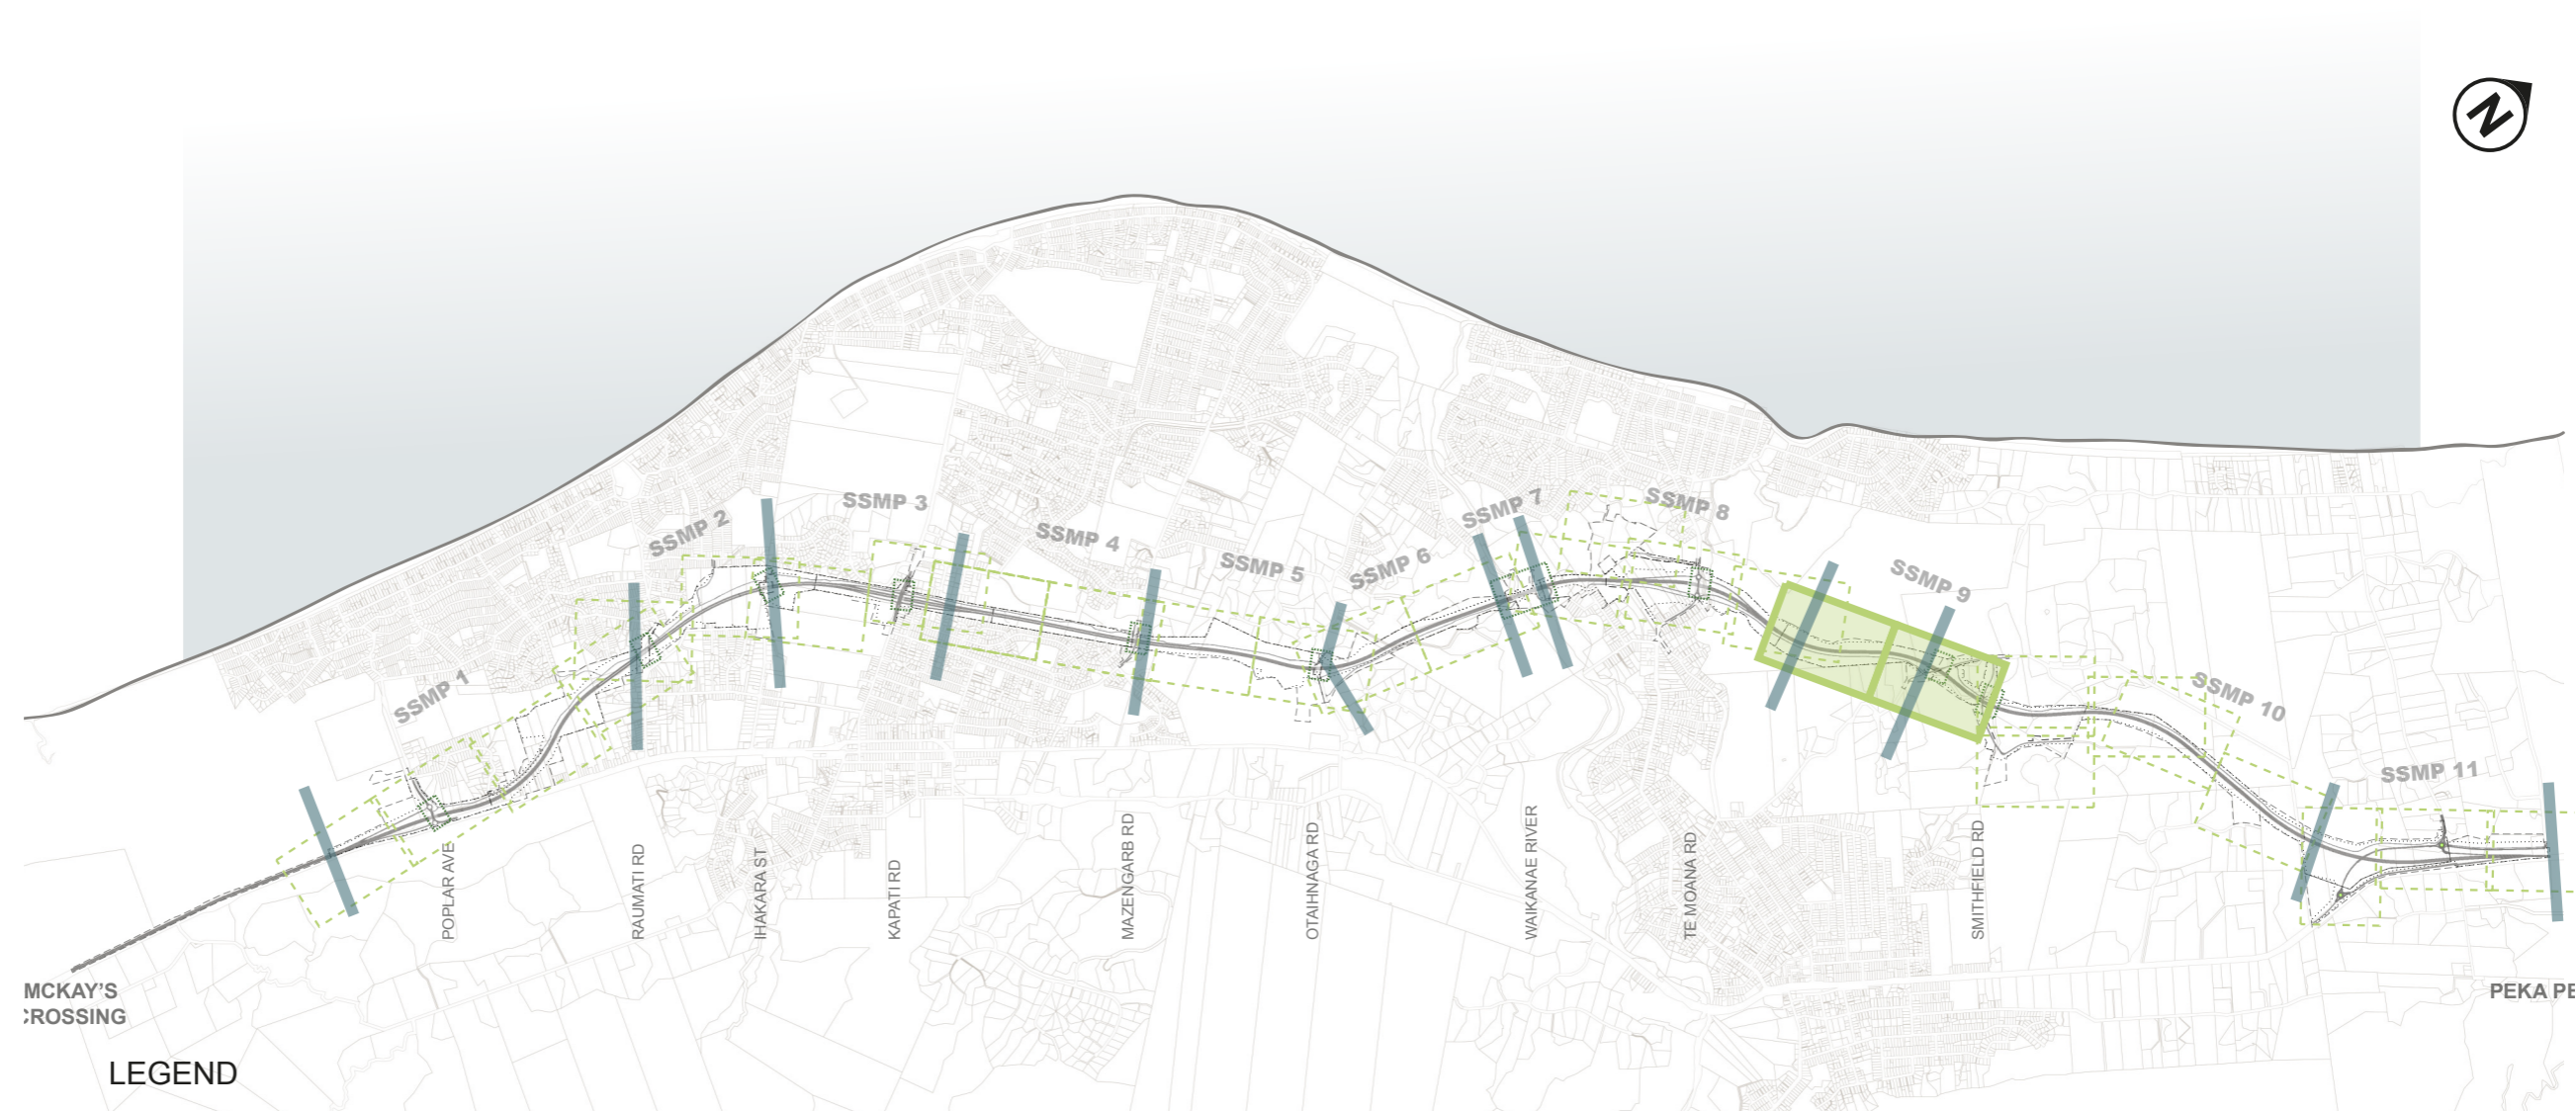 N
SSMP 1
SSMP 2
SSMP 3
SSMP 4
SSMP 5
SSMP 6
SSMP 7
SSMP 8
SSMP 9
SSMP 10
SSMP 11
POPLAR AVE
RAUMATI RD
IHAKARA ST
KAPATI RD
MAZENGARB RD
OTAIHNAGA RD
WAIKANAE RIVER
TE MOANA RD
SMITHFIELD RD
MCKAY'S
CROSSING
PEKA PE
LEGEND